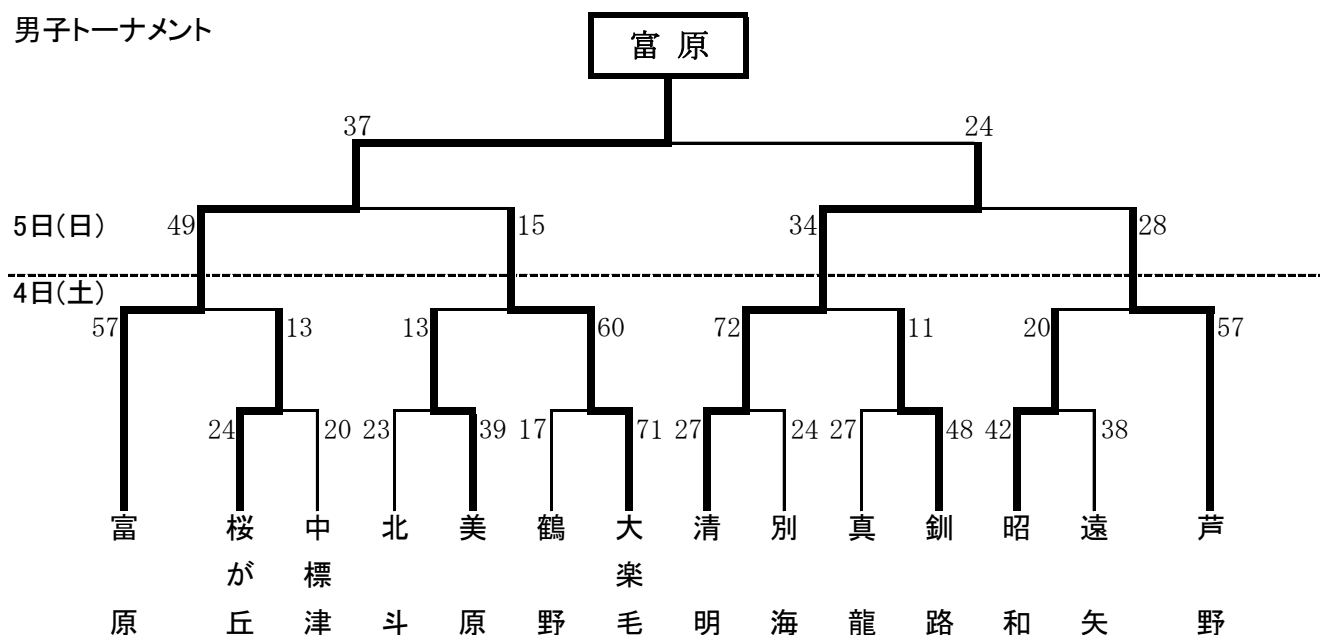 男子トーナメント
富 原
37 24
5日(日) 49 15 34 28
4日(土)
57 13 13 60 72 11 20 57
24 20 23 39 17 71 27 24 27 48 42 38
富原 桜が丘 中標津 北斗 美原 鶴野 大楽毛 清明 別海 真龍 釧路 昭和 遠矢 芦野